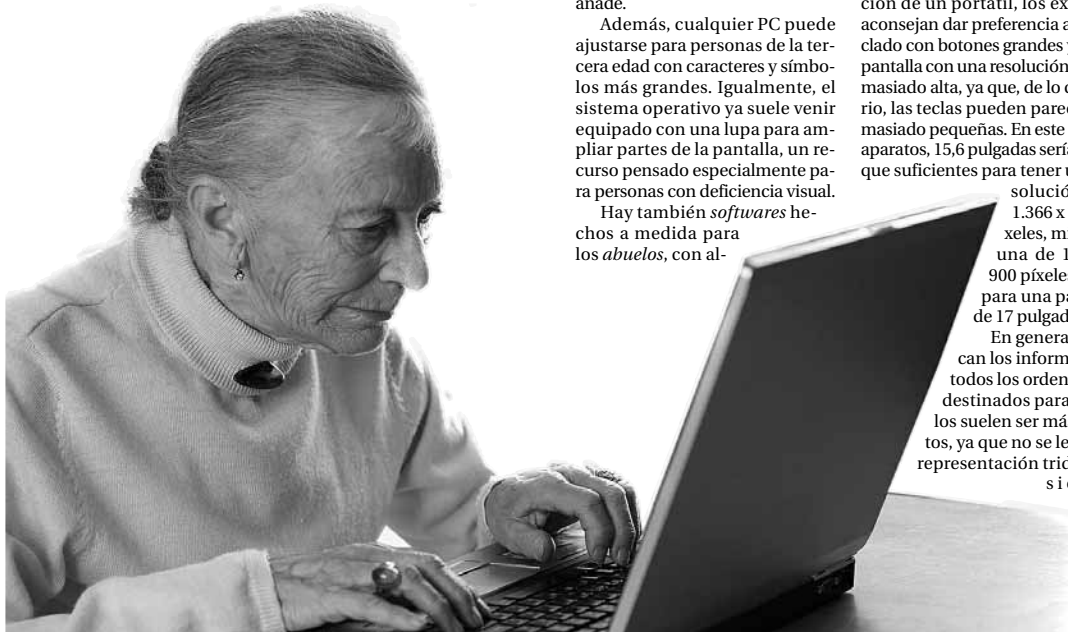 añade.
Además, cualquier PC puede
ajustarse para personas de la ter-
cera edad con caracteres y símbo-
los más grandes. Igualmente, el
sistema operativo ya suele venir
equipado con una lupa para am-
pliar partes de la pantalla, un re-
curso pensado especialmente pa-
ra personas con deficiencia visual.
Hay también softwares he-
chos a medida para
los abuelos, con al-
ción de un portátil, los ex
aconsejan dar preferencia a
clado con botones grandes y
pantalla con una resolución
masiado alta, ya que, de lo c
rio, las teclas pueden parec
masiado pequeñas. En este
aparatos, 15,6 pulgadas sería
que suficientes para tener u
solució
1.366 x
xeles, mi
una de 1
900 píxeles
para una pa
de 17 pulgad
En genera
can los inform
todos los orden
destinados para
los suelen ser má
tos, ya que no se le
representación trid
sio